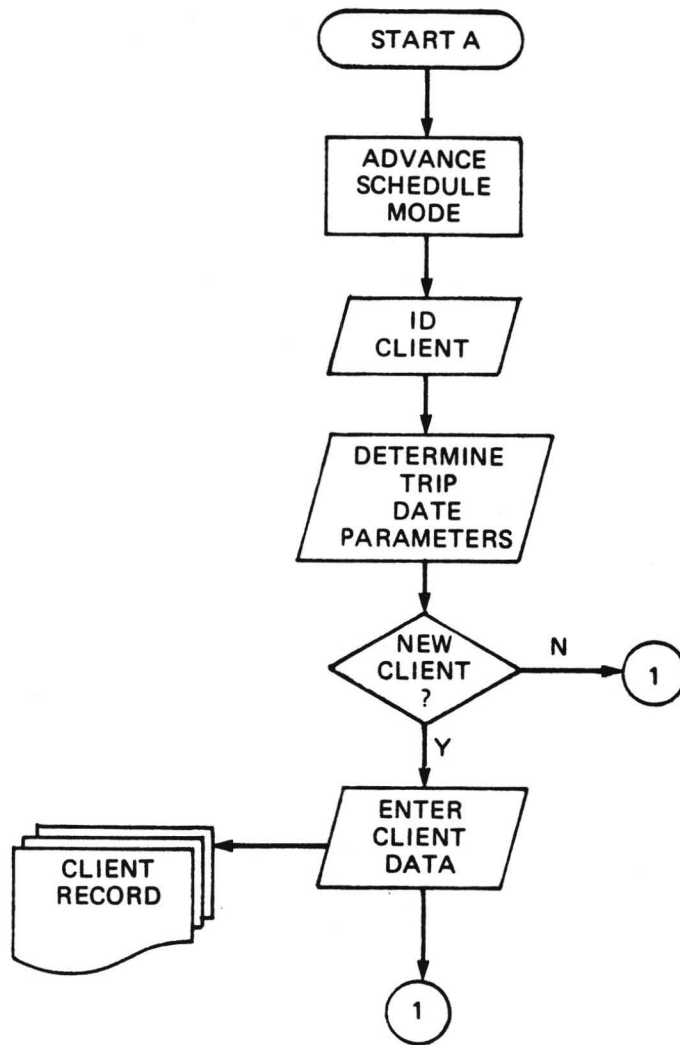 START A
ADVANCE
SCHEDULE
MODE
ID
CLIENT
DETERMINE
TRIP
DATE
PARAMETERS
NEW
CLIENT
?
N
1
Y
ENTER
CLIENT
DATA
CLIENT
RECORD
1